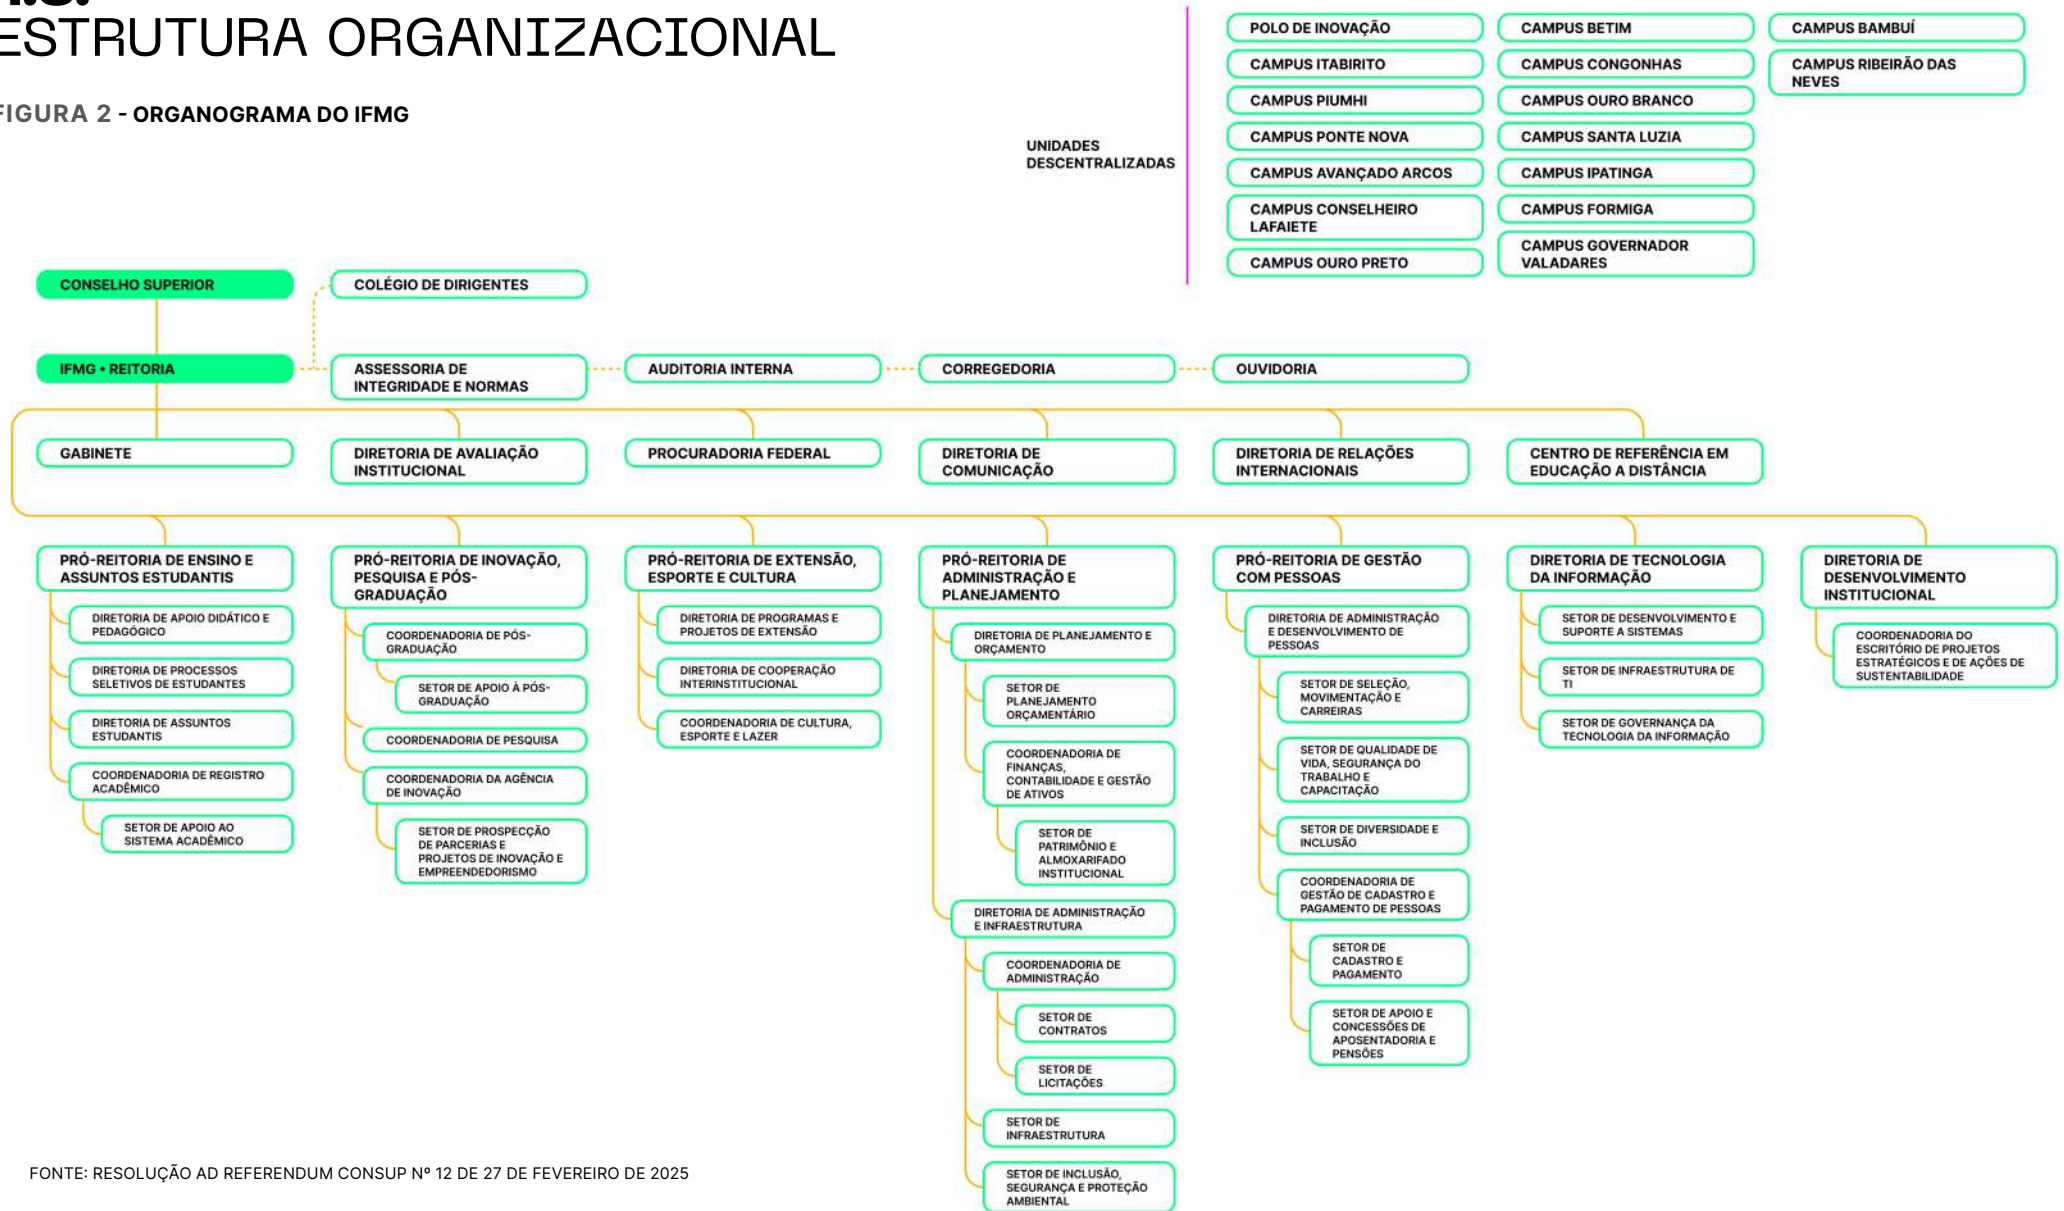 ESTRUTURA ORGANIZACIONAL
FIGURA 2 - ORGANOGRAMA DO IFMG
UNIDADES
DESCENTRALIZADAS
POLO DE INOVAÇÃO
CAMPUS ITABIRITO
CAMPUS PIUMHI
CAMPUS PONTE NOVA
CAMPUS AVANÇADO ARCOS
CAMPUS CONSELHEIRO
LAFAIETE
CAMPUS OURO PRETO
CAMPUS BETIM
CAMPUS CONGONHAS
CAMPUS OURO BRANCO
CAMPUS SANTA LUZIA
CAMPUS IPATINGA
CAMPUS FORMIGA
CAMPUS GOVERNADOR
VALADARES
CAMPUS BAMBUÍ
CAMPUS RIBEIRÃO DAS
NEVES
CONSELHO SUPERIOR
COLÉGIO DE DIRIGENTES
IFMG • REITORIA
ASSESSORIA DE
INTEGRIDADE E NORMAS
AUDITORIA INTERNA
CORREGEDORIA
OUVIDORIA
GABINETE
DIRETORIA DE AVALIAÇÃO
INSTITUCIONAL
PROCURADORIA FEDERAL
DIRETORIA DE
COMUNICAÇÃO
DIRETORIA DE RELAÇÕES
INTERNACIONAIS
CENTRO DE REFERÊNCIA EM
EDUCAÇÃO A DISTÂNCIA
PRÓ-REITORIA DE ENSINO E
ASSUNTOS ESTUDANTIS
DIRETORIA DE APOIO DIDÁTICO E
PEDAGÓGICO
DIRETORIA DE PROCESSOS
SELETIVOS DE ESTUDANTES
DIRETORIA DE ASSUNTOS
ESTUDANTIS
COORDENADORIA DE REGISTRO
ACADÊMICO
SETOR DE APOIO AO
SISTEMA ACADÊMICO
PRÓ-REITORIA DE INOVAÇÃO,
PESQUISA E PÓS-
GRADUAÇÃO
COORDENADORIA DE PÓS-
GRADUAÇÃO
SETOR DE APOIO À PÓS-
GRADUAÇÃO
COORDENADORIA DE PESQUISA
COORDENADORIA DA AGÊNCIA
DE INOVAÇÃO
SETOR DE PROSPECÇÃO
DE PARCERIAS E
PROJETOS DE INOVAÇÃO E
EMPREENDEDORISMO
PRÓ-REITORIA DE EXTENSÃO,
ESPORTE E CULTURA
DIRETORIA DE PROGRAMAS E
PROJETOS DE EXTENSÃO
DIRETORIA DE COOPERAÇÃO
INTERINSTITUCIONAL
COORDENADORIA DE CULTURA,
ESPORTE E LAZER
PRÓ-REITORIA DE
ADMINISTRAÇÃO E
PLANEJAMENTO
DIRETORIA DE PLANEJAMENTO E
ORÇAMENTO
SETOR DE
PLANEJAMENTO
ORÇAMENTÁRIO
COORDENADORIA DE
FINANÇAS,
CONTABILIDADE E GESTÃO
DE ATIVOS
SETOR DE
PATRIMÔNIO E
ALMOXARIFADO
INSTITUCIONAL
DIRETORIA DE ADMINISTRAÇÃO
E INFRAESTRUTURA
COORDENADORIA DE
ADMINISTRAÇÃO
SETOR DE
CONTRATOS
SETOR DE
LICITAÇÕES
SETOR DE
INFRAESTRUTURA
SETOR DE INCLUSÃO,
SEGURANÇA E PROTEÇÃO
AMBIENTAL
PRÓ-REITORIA DE GESTÃO
COM PESSOAS
DIRETORIA DE ADMINISTRAÇÃO
E DESENVOLVIMENTO DE
PESSOAS
SETOR DE SELEÇÃO,
MOVIMENTAÇÃO E
CARREIRAS
SETOR DE QUALIDADE DE
VIDA, SEGURANÇA DO
TRABALHO E
CAPACITAÇÃO
SETOR DE DIVERSIDADE E
INCLUSÃO
COORDENADORIA DE
GESTÃO DE CADASTRO E
PAGAMENTO DE PESSOAS
SETOR DE
CADASTRO E
PAGAMENTO
SETOR DE APOIO E
CONCESSÕES DE
APOSENTADORIA E
PENSÕES
DIRETORIA DE TECNOLOGIA
DA INFORMAÇÃO
SETOR DE DESENVOLVIMENTO E
SUPORTE A SISTEMAS
SETOR DE INFRAESTRUTURA DE
TI
SETOR DE GOVERNANÇA DA
TECNOLOGIA DA INFORMAÇÃO
DIRETORIA DE
DESENVOLVIMENTO
INSTITUCIONAL
COORDENADORIA DO
ESCRITÓRIO DE PROJETOS
ESTRATÉGICOS E DE AÇÕES DE
SUSTENTABILIDADE
FONTE: RESOLUÇÃO AD REFERENDUM CONSUP Nº 12 DE 27 DE FEVEREIRO DE 2025